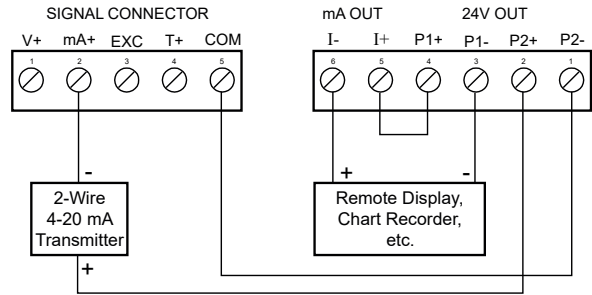 SIGNAL CONNECTOR mA OUT 24V OUT
V+ mA+ EXC T+ COM I- I+ P1+ P1- P2+ P2-
1 2 3 4 5 6 5 4 3 2 1
- + -
2-Wire
4-20 mA
Transmitter
Remote Display,
Chart Recorder,
etc.
+